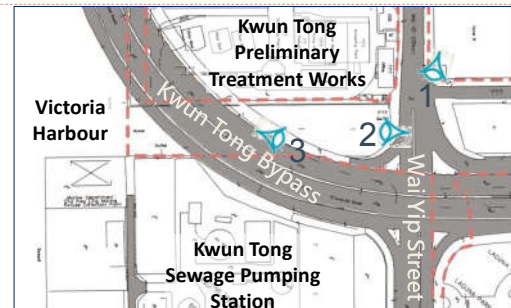 Kwun Tong
Preliminary
Treatment Works
Victoria
Harbour
1
2
3
Kwun Tong Bypass
Wai Yip Street
Kwun Tong
Sewage Pumping
Station